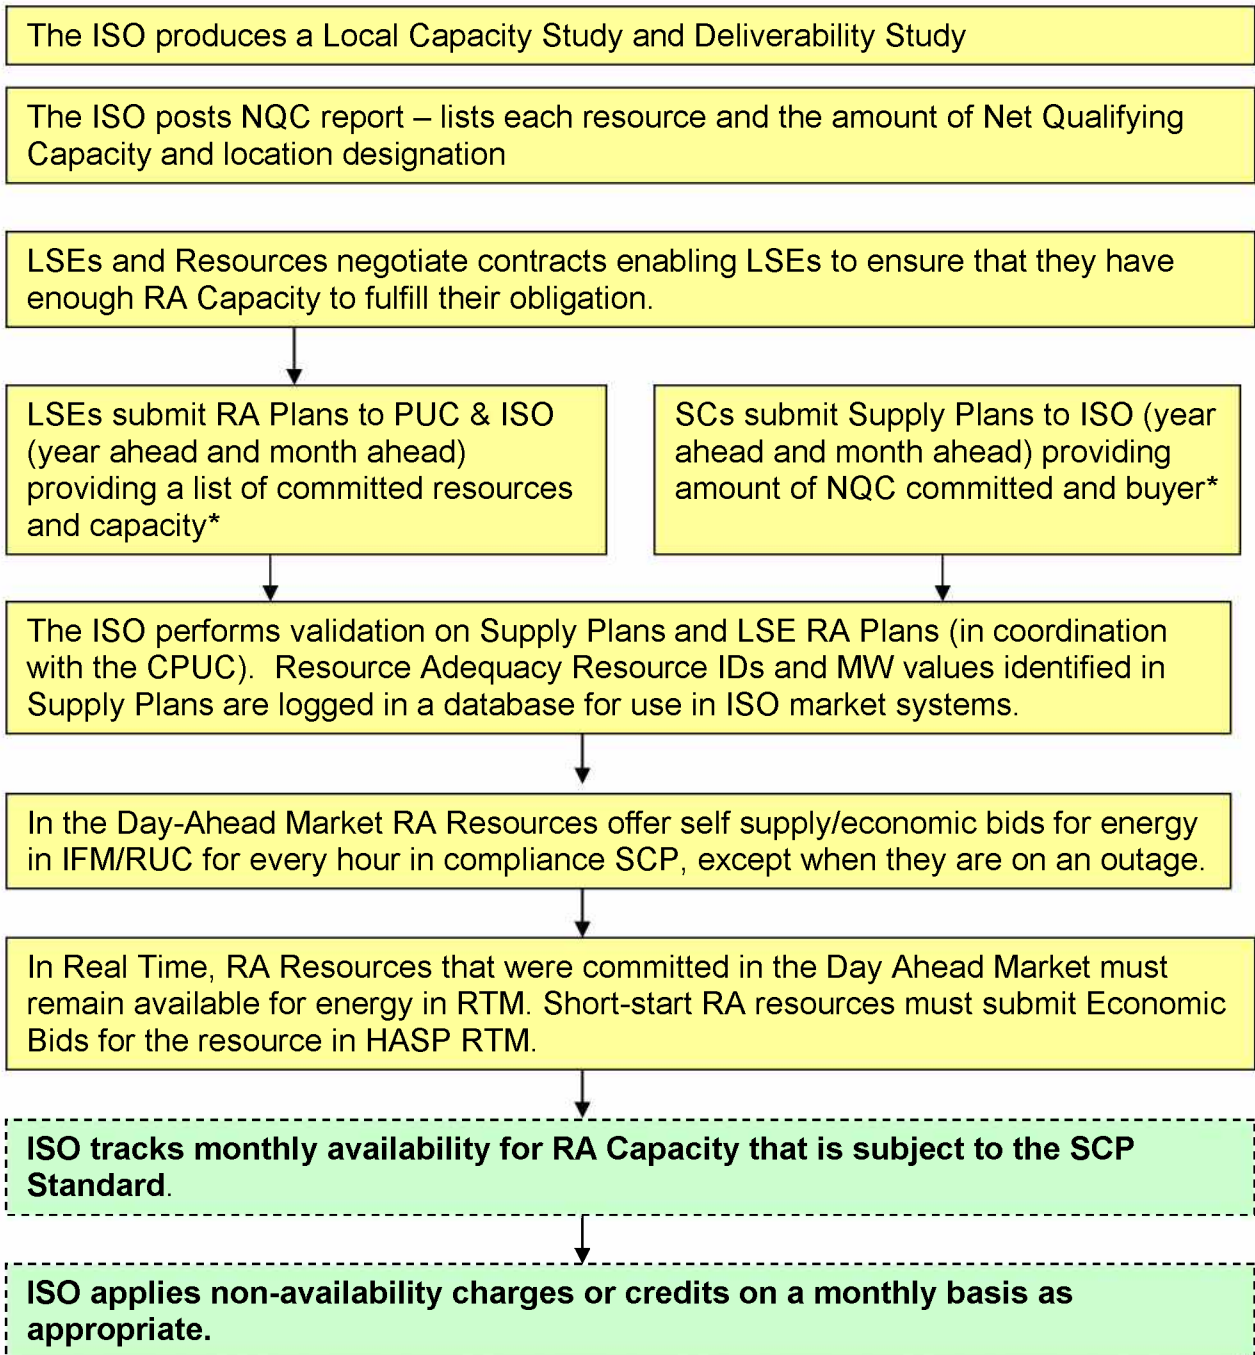 The ISO produces a Local Capacity Study and Deliverability Study
The ISO posts NQC report – lists each resource and the amount of Net Qualifying
Capacity and location designation
LSEs and Resources negotiate contracts enabling LSEs to ensure that they have
enough RA Capacity to fulfill their obligation.
LSEs submit RA Plans to PUC & ISO
(year ahead and month ahead)
providing a list of committed resources
and capacity*
SCs submit Supply Plans to ISO (year
ahead and month ahead) providing
amount of NQC committed and buyer*
The ISO performs validation on Supply Plans and LSE RA Plans (in coordination
with the CPUC).  Resource Adequacy Resource IDs and MW values identified in
Supply Plans are logged in a database for use in ISO market systems.
In the Day-Ahead Market RA Resources offer self supply/economic bids for energy
in IFM/RUC for every hour in compliance SCP, except when they are on an outage.
In Real Time, RA Resources that were committed in the Day Ahead Market must
remain available for energy in RTM. Short-start RA resources must submit Economic
Bids for the resource in HASP RTM.
ISO tracks monthly availability for RA Capacity that is subject to the SCP
Standard.
ISO applies non-availability charges or credits on a monthly basis as
appropriate.